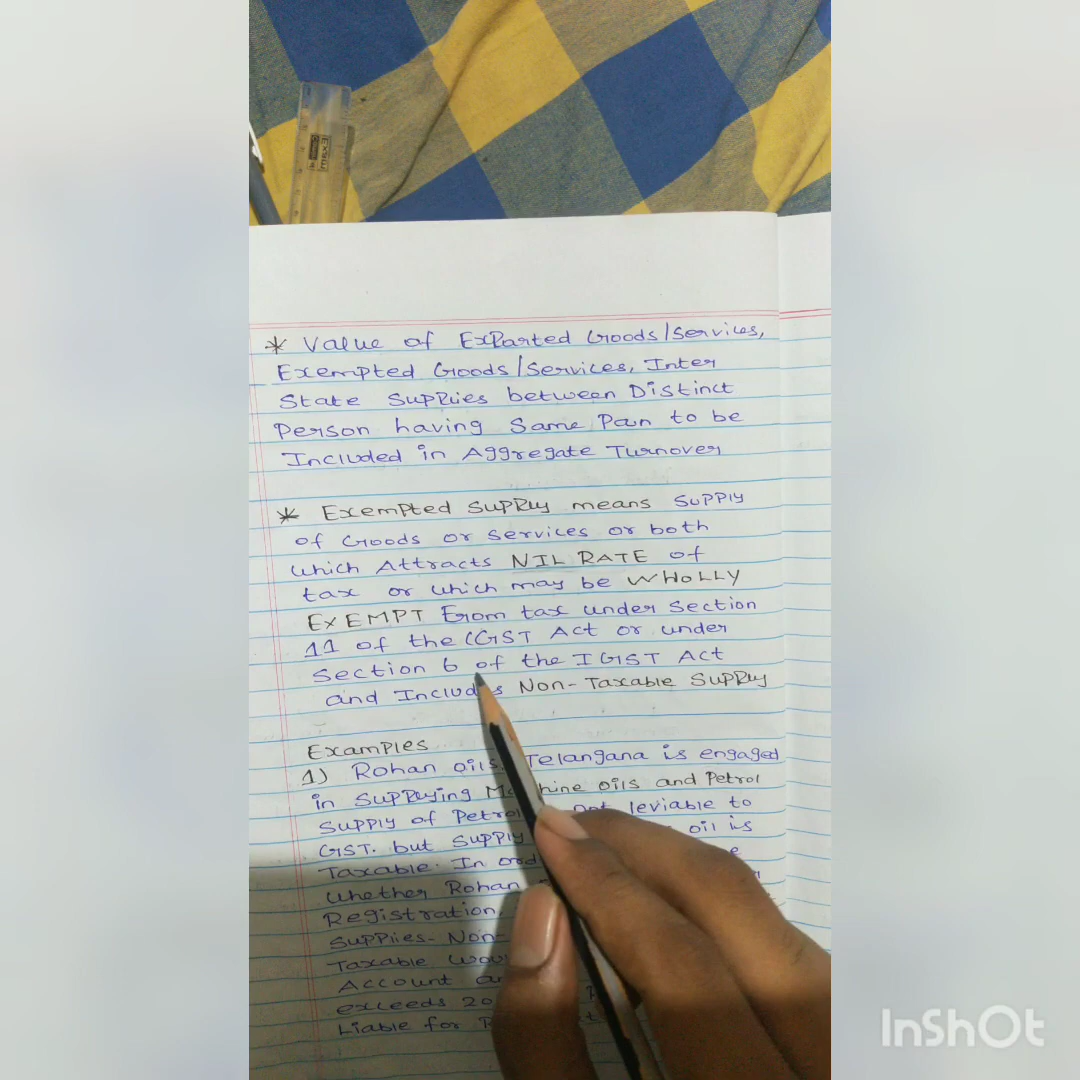 * Value of Exported Goods/services,
Exempted Goods/Services, Inter
State Supplies between Distinct
Person having Same Pan to be
Included in Aggregate Turnover
* Exempted Supply means Supply
of Goods or services or both
which Attracts NIL RATE of
tax or which may be WHOLLY
EXEMPT From tax under section
11 of the CGST Act or under
Section 6 of the IGST Act
and Includes Non-Taxable Supply
Examples
1) Rohan oils, Telangana is engaged
in Supplying Machine oils and Petrol
Supply of Petrol not leviable to
GST. but Supply oil is
Taxable. In
Whether Rohan
Registration,
Supplies- Non-
Taxable
Account
exceeds 20
Liable for
InShOt